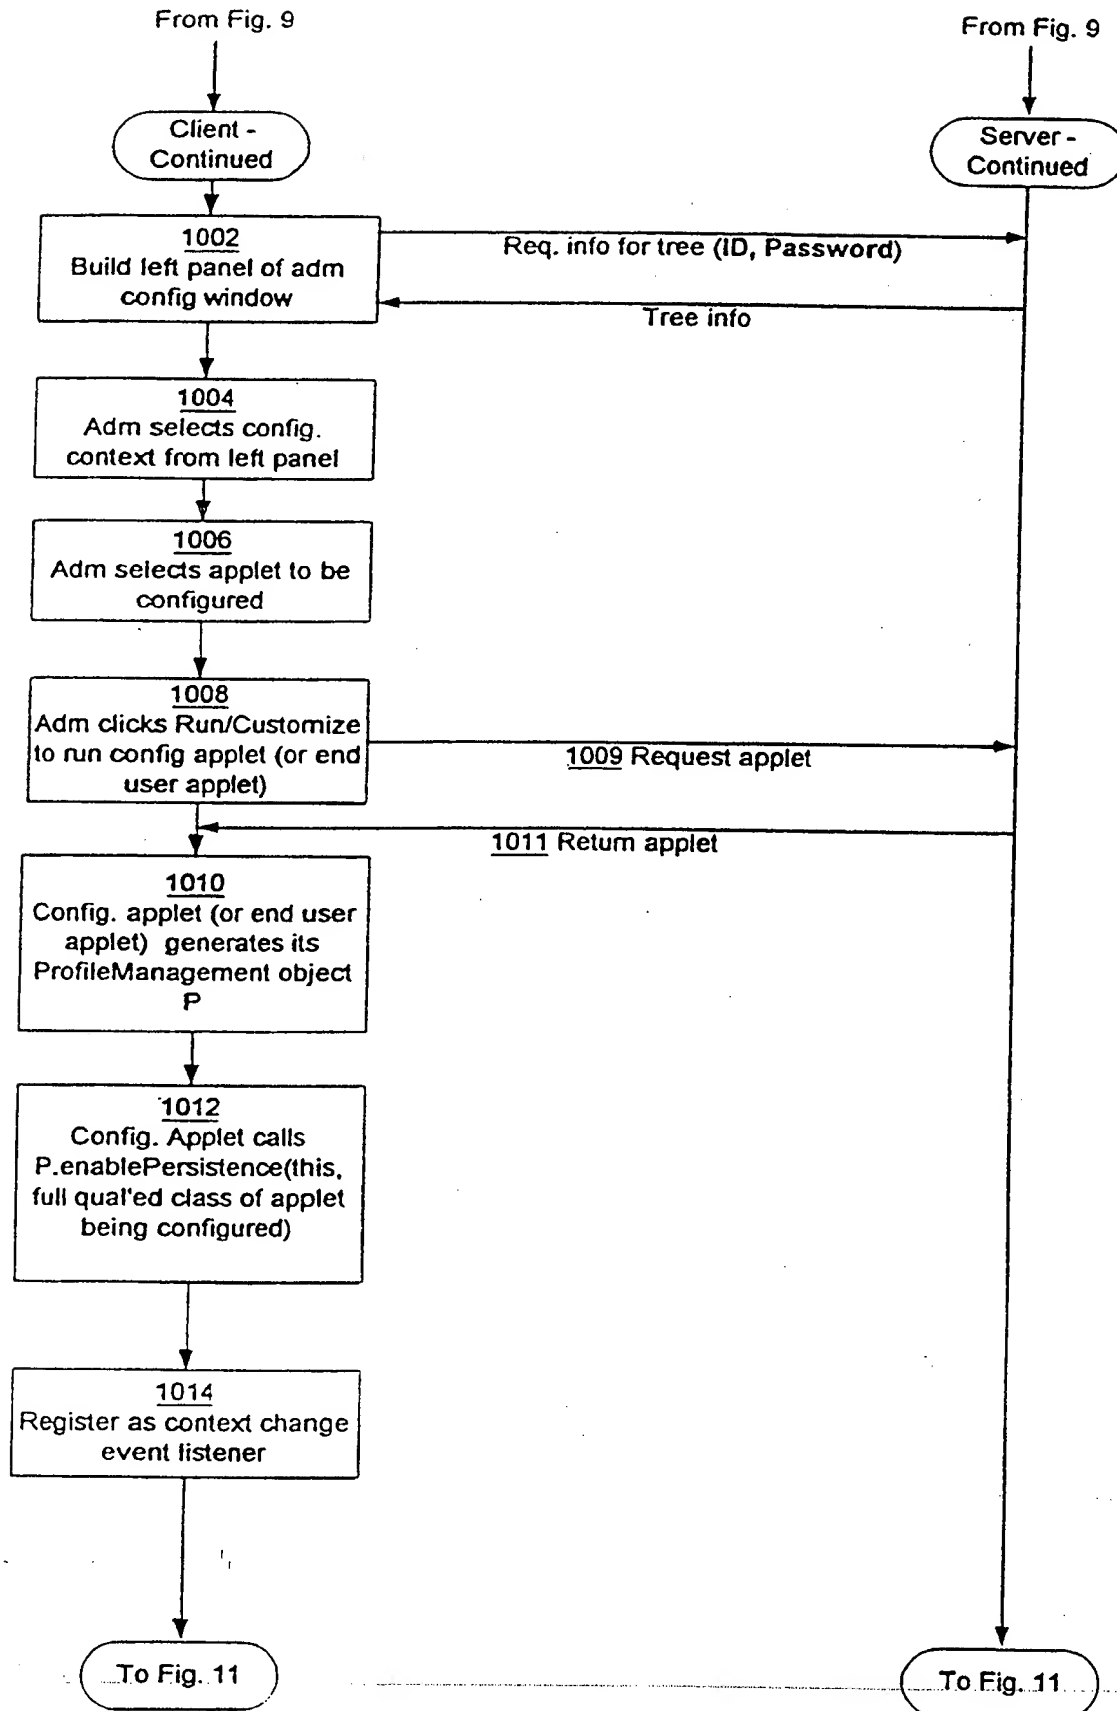 From Fig. 9
From Fig. 9
Client -
Continued
Server -
Continued
1002
Build left panel of adm
config window
Req. info for tree (ID, Password)
Tree info
1004
Adm selects config.
context from left panel
1006
Adm selects applet to be
configured
1008
Adm clicks Run/Customize
to run config applet (or end
user applet)
1009 Request applet
1011 Return applet
1010
Config. applet (or end user
applet) generates its
ProfileManagement object
P
1012
Config. Applet calls
P.enablePersistence(this,
full qual'ed class of applet
being configured)
1014
Register as context change
event listener
To Fig. 11
To Fig. 11